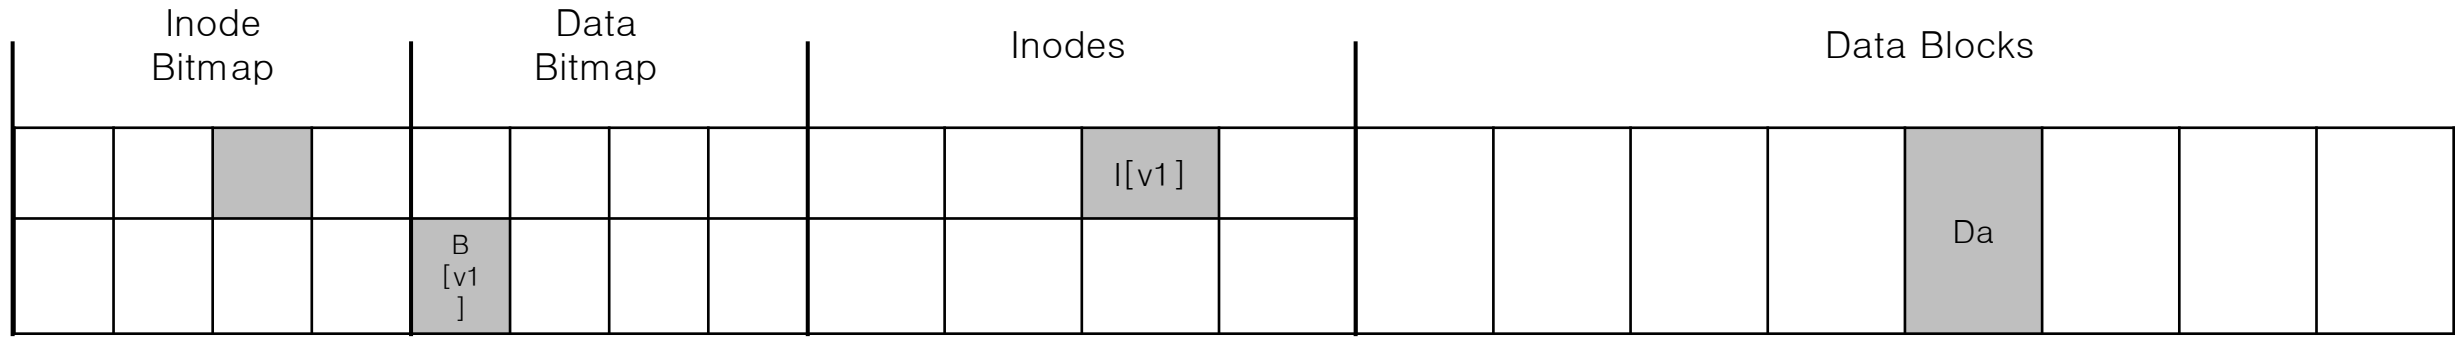 Inode
Bitmap
Data
Bitmap
Inodes
Data Blocks
I[v1]
B
[v1
]
Da